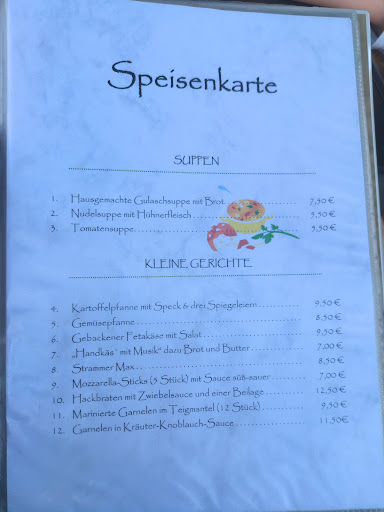 Speisenkarte
SUPPEN
1. Hausgemachte Gulaschsuppe mit Brot.................... 7,50 €
2. Nudelsuppe mit Hühnerfleisch.................... 5,50 €
3. Tomatensuppe.................... 5,50 €
KLEINE GERICHTE
4. Kartoffelpfanne mit Speck & drei Spiegeleiern............ 9,50 €
5. Gemüsepfanne.................... 8,50 €
6. Gebackener Fetakäse mit Salat.................... 9,50 €
7. „Handkäs` mit Musik" dazu Brot und Butter............ 7,00 €
8. Strammer Max.................... 8,50 €
9. Mozzarella-Sticks (5 Stück) mit Sauce süß-sauer............ 7,00 €
10. Hackbraten mit Zwiebelsauce und einer Beilage............ 12,50 €
11. Marinierte Garnelen im Teigmantel (12 Stück)............ 9,50 €
12. Garnelen in Kräuter-Knoblauch-Sauce.................... 11,50€